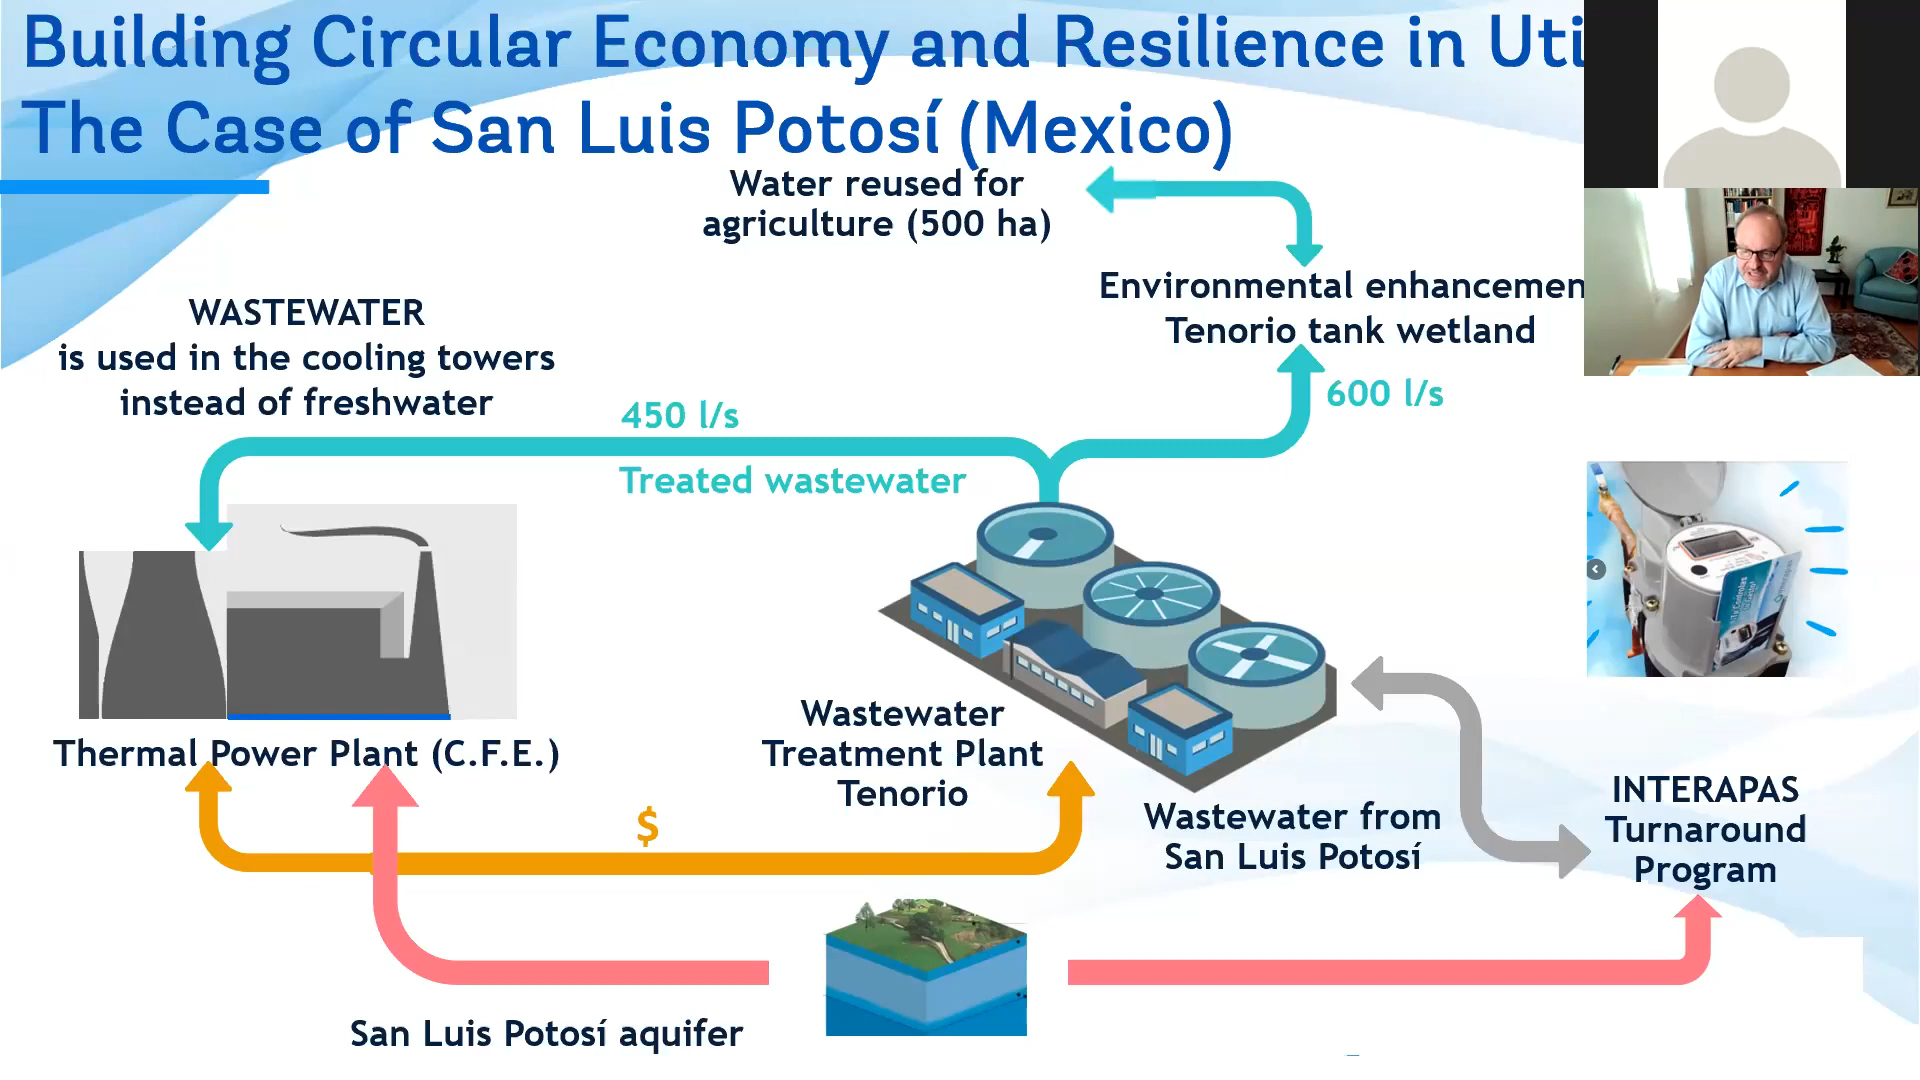 Building Circular Economy and Resilience in Uti
The Case of San Luis Potosí (Mexico)
Water reused for
agriculture (500 ha)
Environmental enhancemen
Tenorio tank wetland
WASTEWATER
is used in the cooling towers
instead of freshwater
450 l/s
600 l/s
Treated wastewater
Thermal Power Plant (C.F.E.)
Wastewater
Treatment Plant
Tenorio
Wastewater from
San Luis Potosí
INTERAPAS
Turnaround
Program
$
San Luis Potosí aquifer